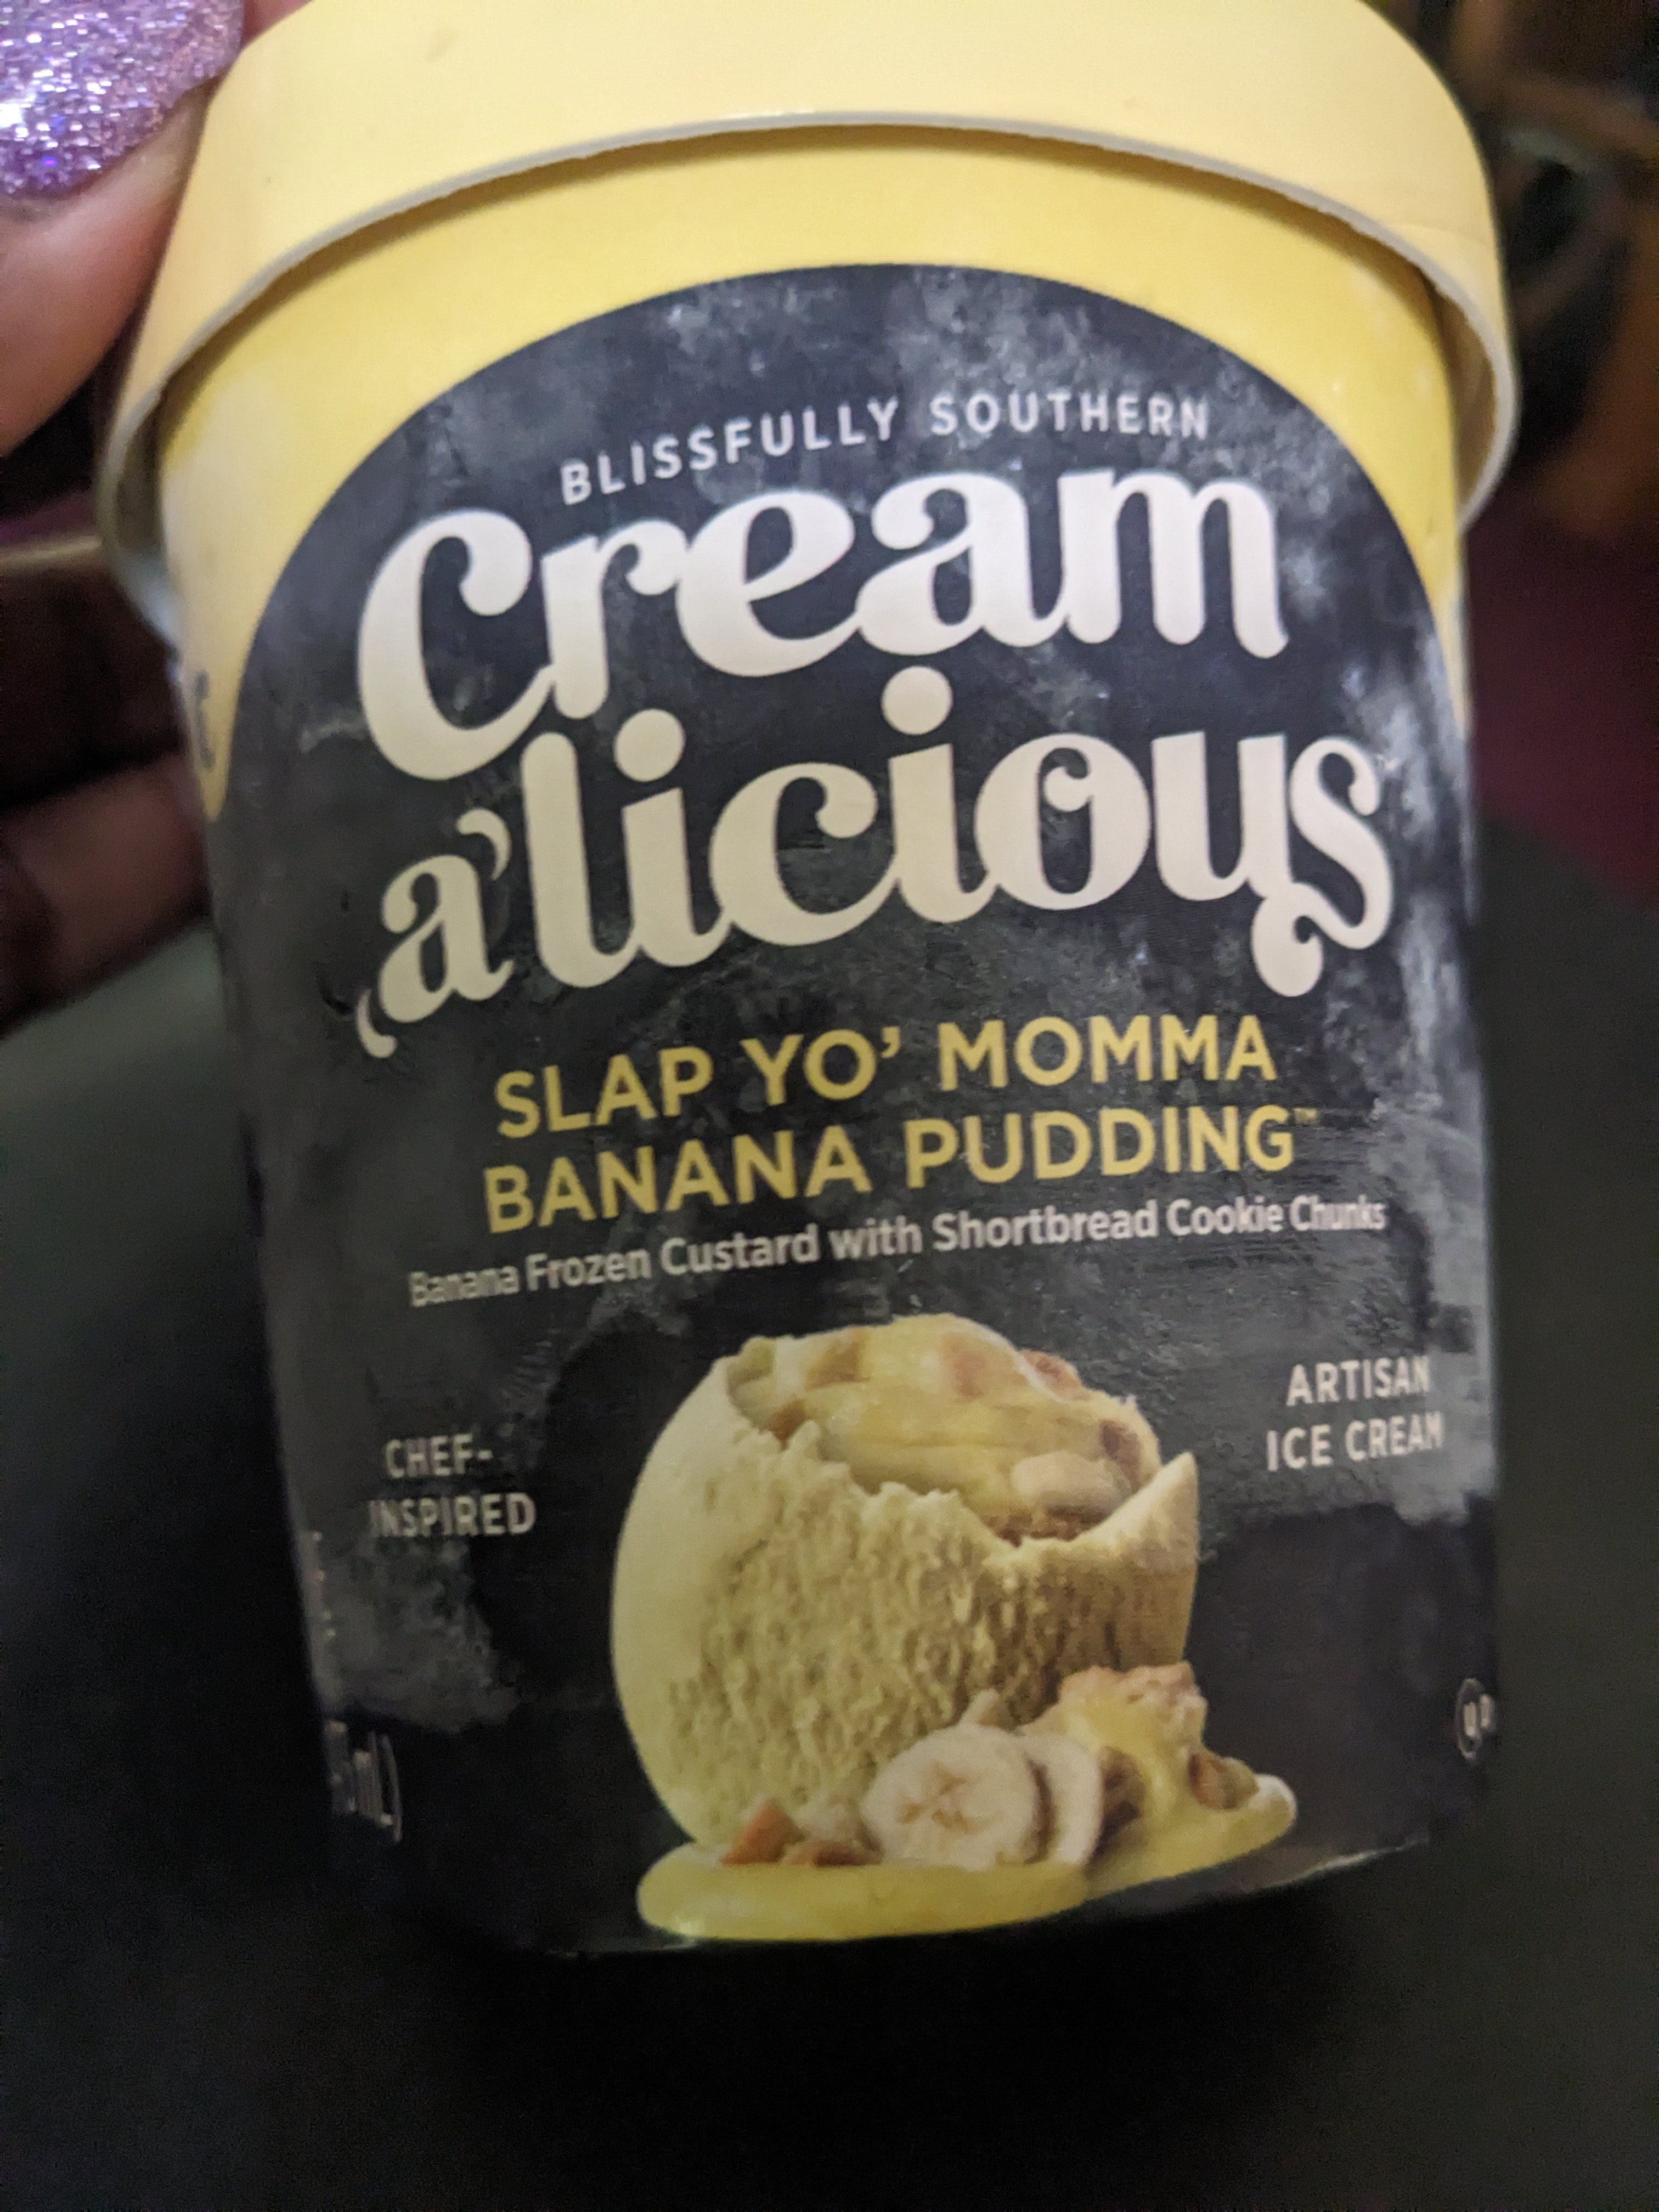 BLISSFULLY SOUTHERN
Cream
a'licious
SLAP YO' MOMMA
BANANA PUDDING™
Banana Frozen Custard with Shortbread Cookie Chunks
CHEF-
INSPIRED
ARTISAN
ICE CREAM
mL)
U D